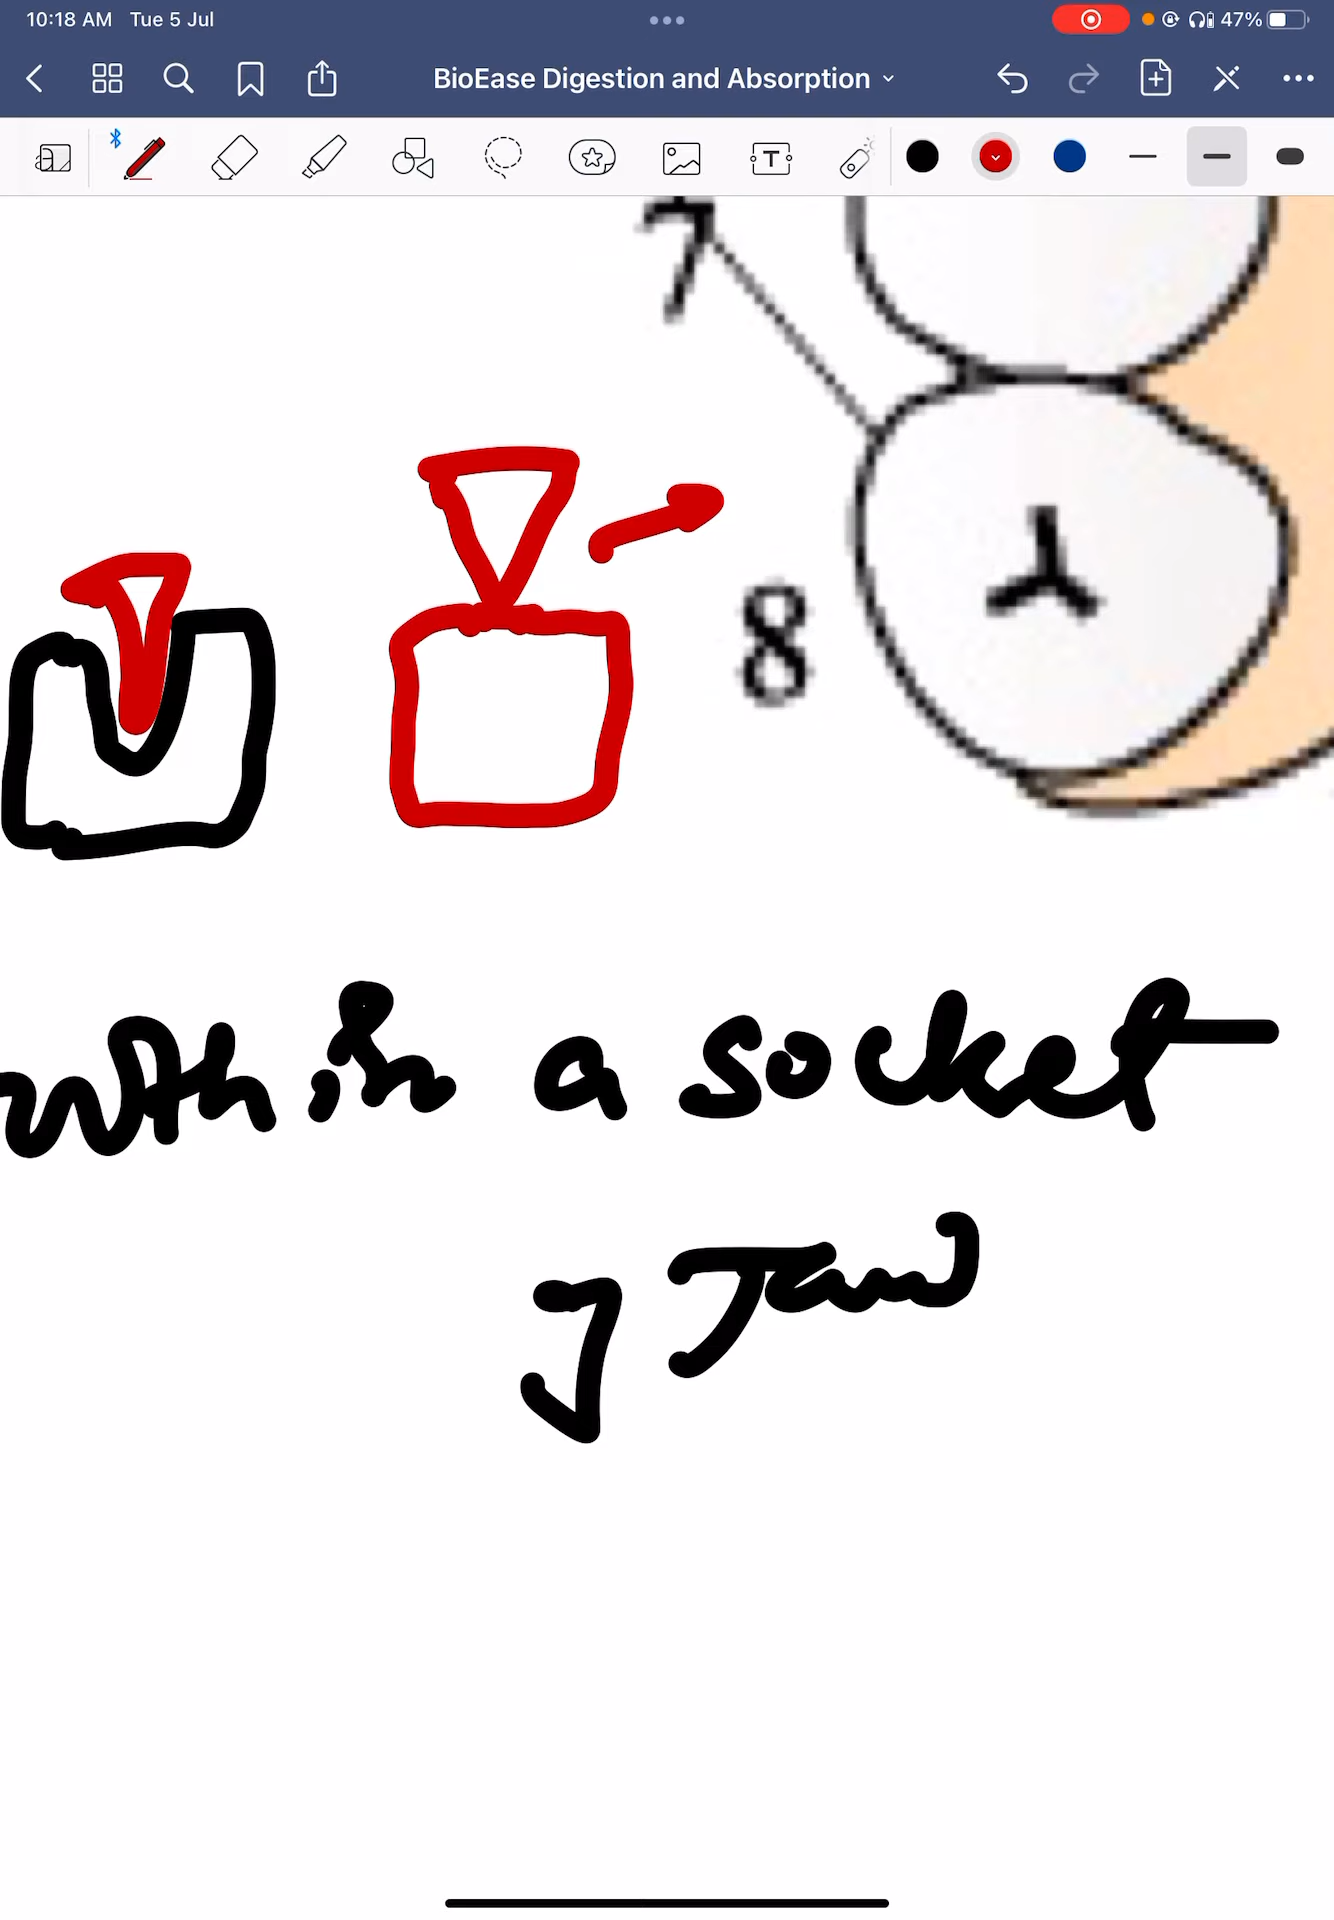 10:18 AM Tue 5 Jul
47%
BioEase Digestion and Absorption
T
7
8
within a socket
of Jaw